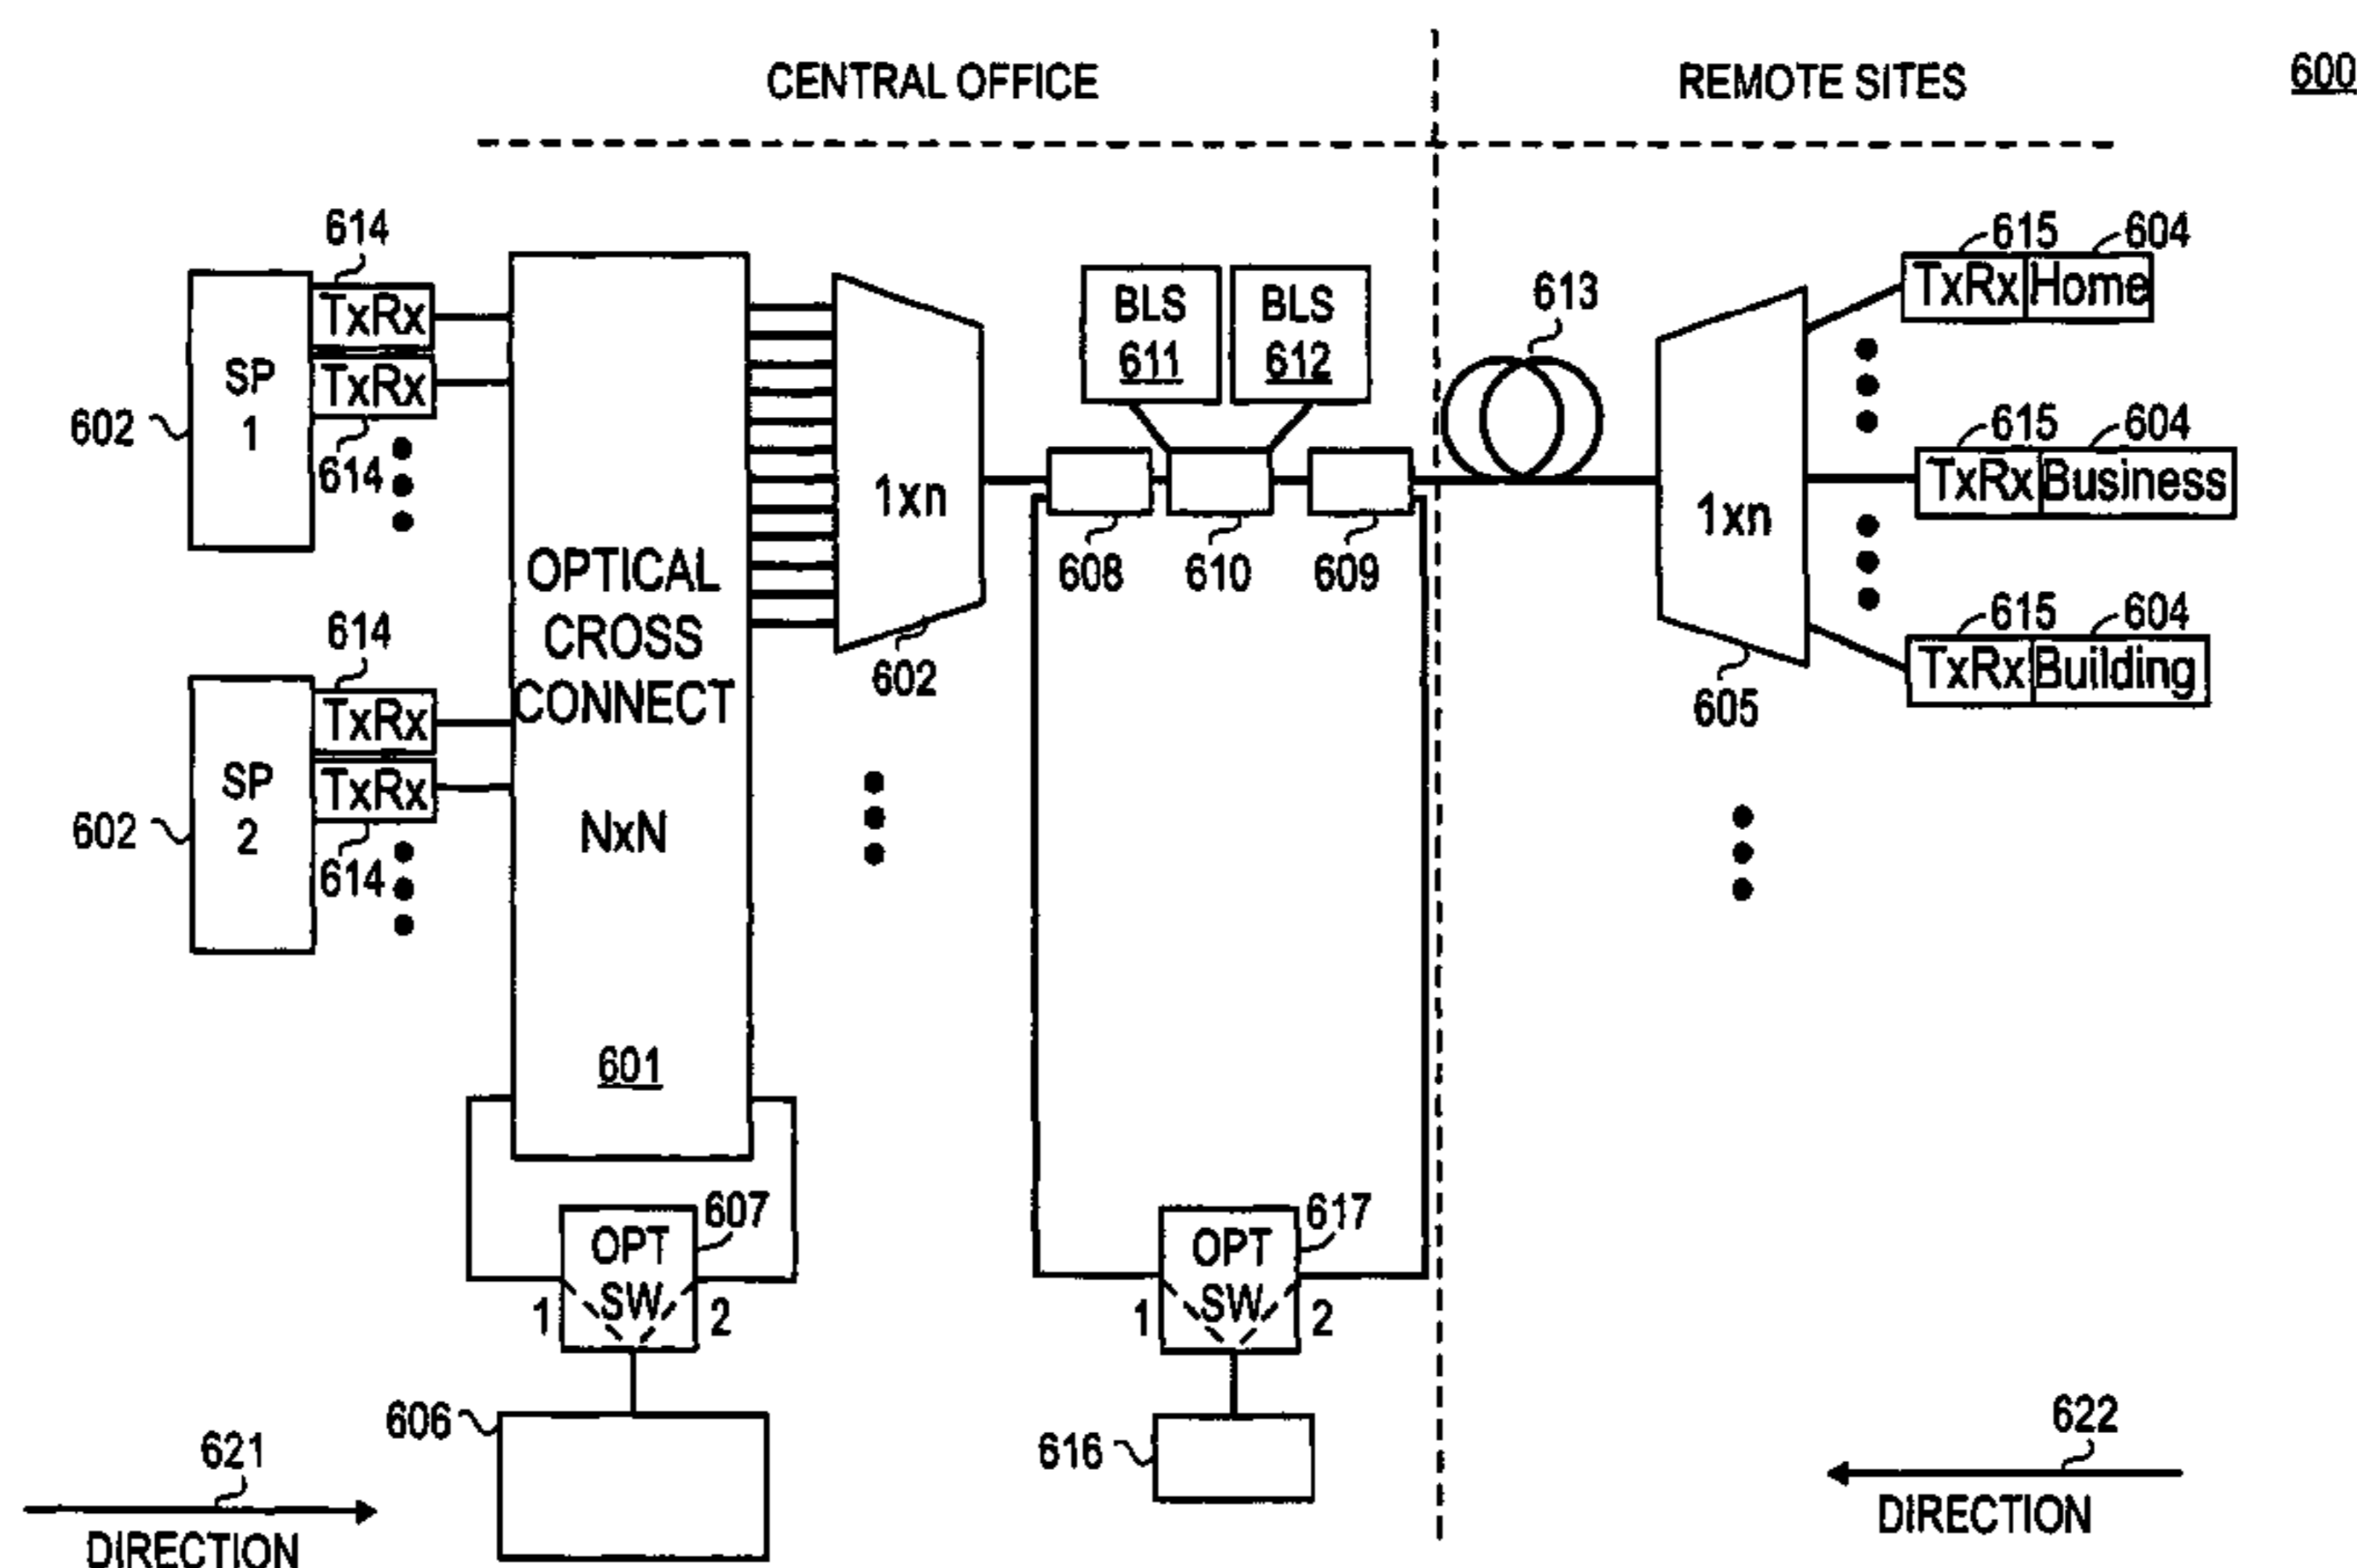 CENTRAL OFFICE
REMOTE SITES
600
614
TxRx
TxRx
614
SP
1
602
614
TxRx
TxRx
614
SP
2
602
OPTICAL
CROSS
CONNECT
NxN
601
1xn
602
BLS
611
BLS
612
608
610
609
613
1xn
605
615
604
TxRx
Home
615
604
TxRx
Business
615
604
TxRx
Building
OPT
SW
607
1
2
606
OPT
SW
617
1
2
616
621
DIRECTION
622
DIRECTION